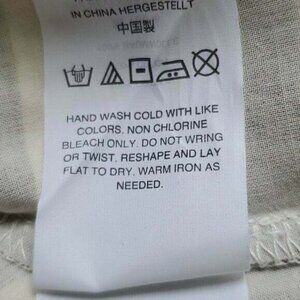 IN CHINA HERGESTELLT
中国製
HAND WASH COLD WITH LIKE
COLORS. NON CHLORINE
BLEACH ONLY. DO NOT WRING
OR TWIST. RESHAPE AND LAY
FLAT TO DRY. WARM IRON AS
NEEDED.